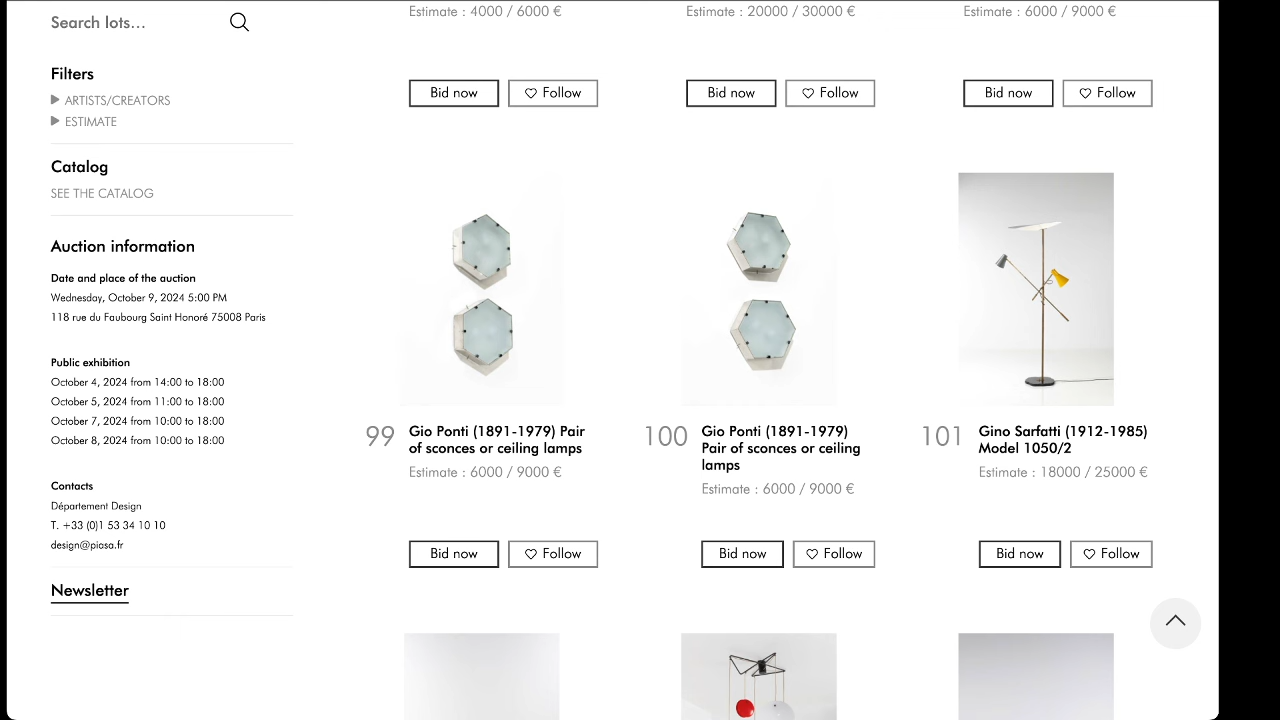 Search lots...
Filters
ARTISTS/CREATORS
ESTIMATE
Catalog
SEE THE CATALOG
Auction information
Date and place of the auction
Wednesday, October 9, 2024 5:00 PM
118 rue du Faubourg Saint Honoré 75008 Paris
Public exhibition
October 4, 2024 from 14:00 to 18:00
October 5, 2024 from 11:00 to 18:00
October 7, 2024 from 10:00 to 18:00
October 8, 2024 from 10:00 to 18:00
Contacts
Département Design
T. +33 (0)1 53 34 10 10
design@piasa.fr
Newsletter
Estimate : 4000 / 6000 €
Bid now
Follow
Estimate : 20000 / 30000 €
Bid now
Follow
Estimate : 6000 / 9000 €
Bid now
Follow
99
Gio Ponti (1891-1979) Pair
of sconces or ceiling lamps
Estimate : 6000 / 9000 €
Bid now
Follow
100
Gio Ponti (1891-1979)
Pair of sconces or ceiling
lamps
Estimate : 6000 / 9000 €
Bid now
Follow
101
Gino Sarfatti (1912-1985)
Model 1050/2
Estimate : 18000 / 25000 €
Bid now
Follow